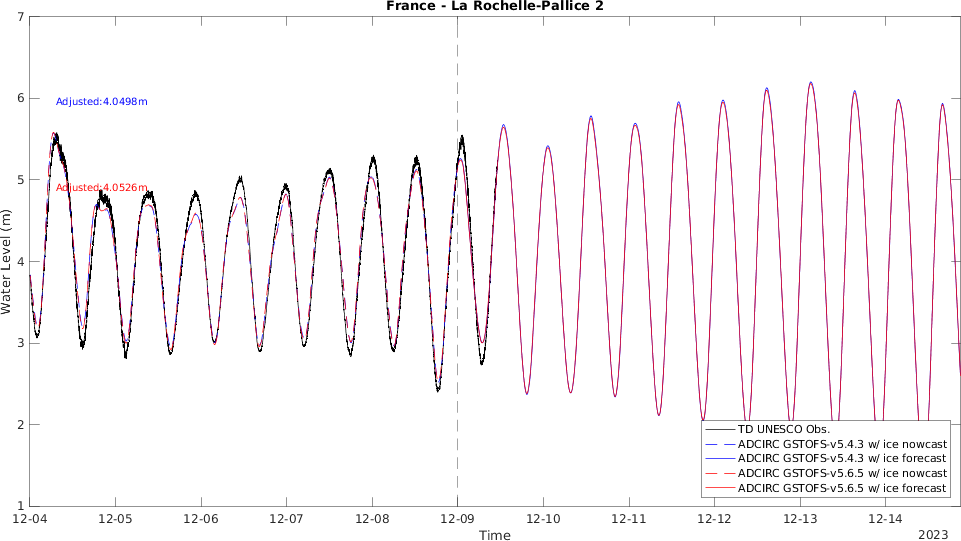 France - La Rochelle-Pallice 2
7
6
5
4
3
2
1
Water Level (m)
Adjusted:4.0498m
Adjusted:4.0526m
TD UNESCO Obs.
ADCIRC GSTOFS-v5.4.3 w/ ice nowcast
ADCIRC GSTOFS-v5.4.3 w/ ice forecast
ADCIRC GSTOFS-v5.6.5 w/ ice nowcast
ADCIRC GSTOFS-v5.6.5 w/ ice forecast
12-04 12-05 12-06 12-07 12-08 12-09 12-10 12-11 12-12 12-13 12-14
Time
2023